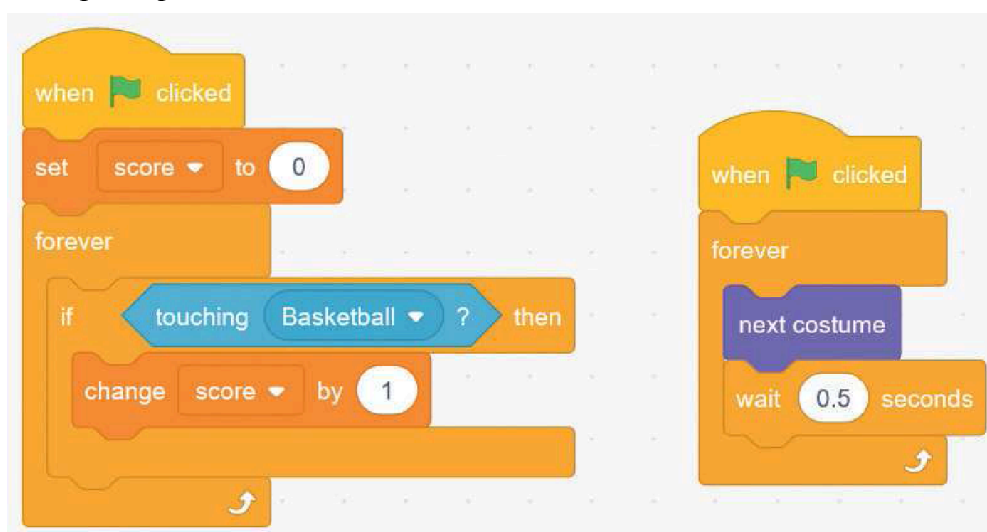 when clicked
set score to 0
forever
if touching Basketball ? then
change score by 1
when clicked
forever
next costume
wait 0.5 seconds